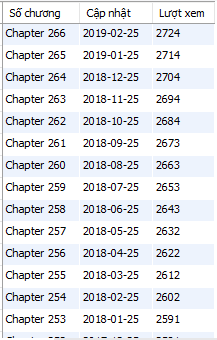 Số chương Cập nhật Lượt xem
Chapter 266 2019-02-25 2724
Chapter 265 2019-01-25 2714
Chapter 264 2018-12-25 2704
Chapter 263 2018-11-25 2694
Chapter 262 2018-10-25 2684
Chapter 261 2018-09-25 2673
Chapter 260 2018-08-25 2663
Chapter 259 2018-07-25 2653
Chapter 258 2018-06-25 2643
Chapter 257 2018-05-25 2632
Chapter 256 2018-04-25 2622
Chapter 255 2018-03-25 2612
Chapter 254 2018-02-25 2602
Chapter 253 2018-01-25 2591